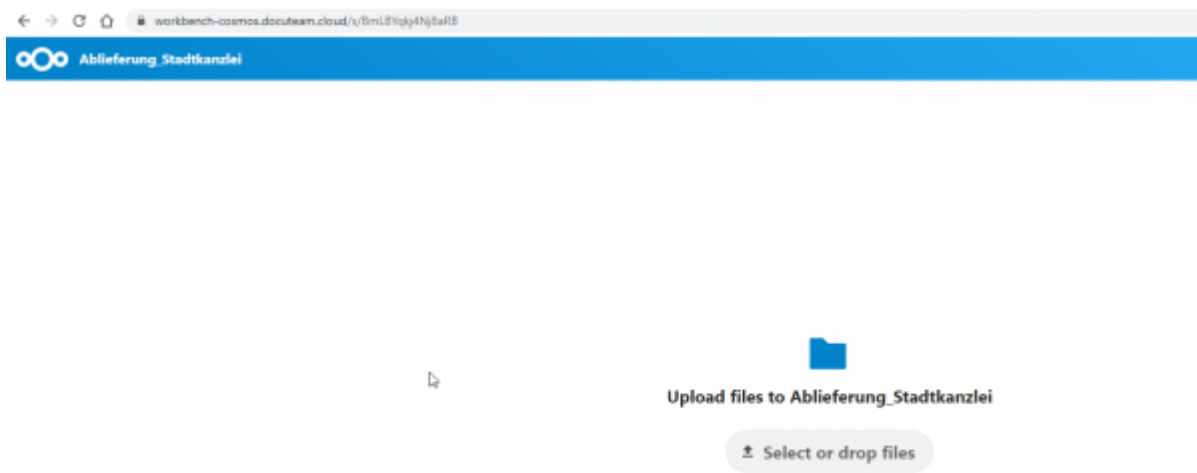 workbench-cosmos.docuteam.cloud/s/
Ablieferung_Stadtkanzlei
Upload files to Ablieferung_Stadtkanzlei
Select or drop files